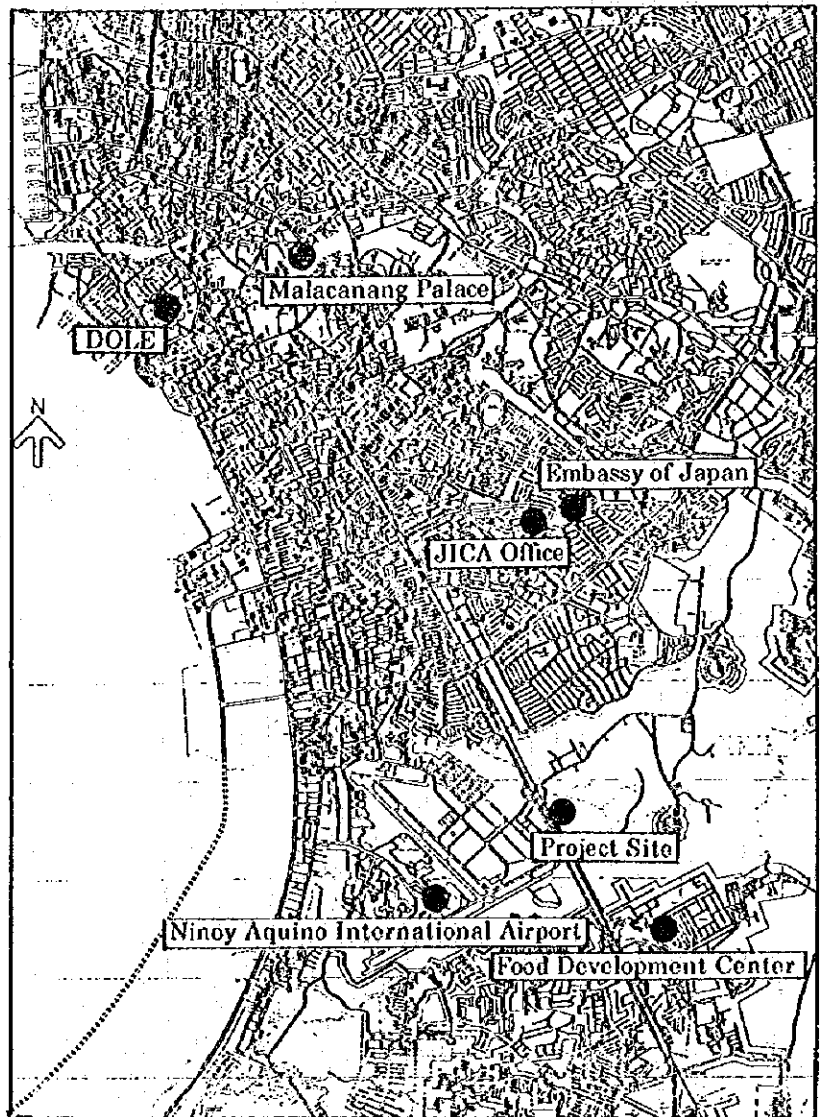 Malacanang Palace
DOLE
N
Embassy of Japan
JICA Office
Project Site
Ninoy Aquino International Airport
Food Development Center